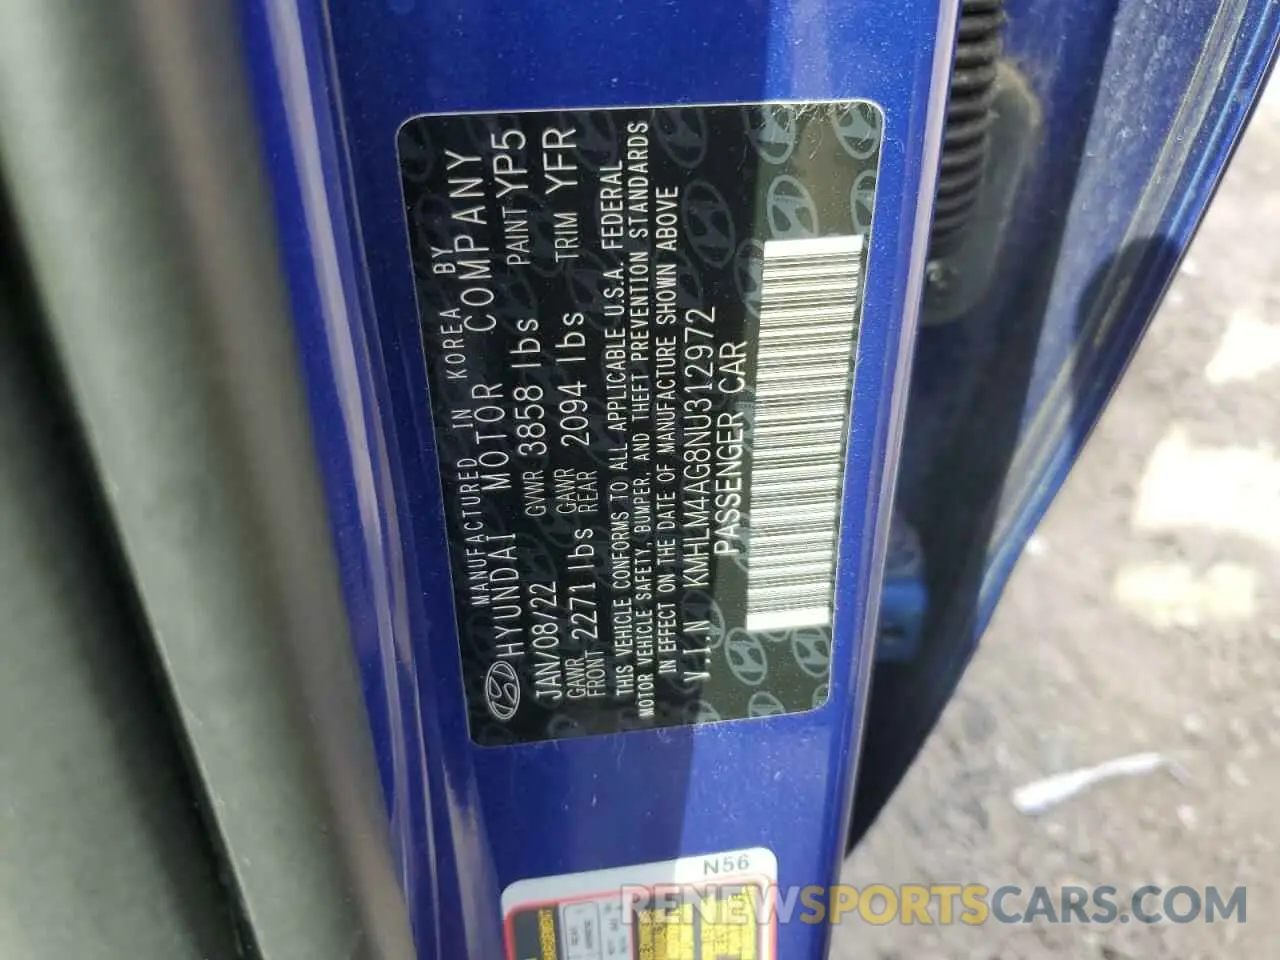 MANUFACTURED IN KOREA BY
HYUNDAI MOTOR COMPANY
JAN/08/22 GVWR 3858 lbs PAINT YP5
GAWR FRONT 2271 lbs GAWR REAR 2094 lbs TRIM YFR
THIS VEHICLE CONFORMS TO ALL APPLICABLE U.S.A. FEDERAL
MOTOR VEHICLE SAFETY, BUMPER, AND THEFT PREVENTION STANDARDS
IN EFFECT ON THE DATE OF MANUFACTURE SHOWN ABOVE
V.I.N KMHLM4AG8NU312972
PASSENGER CAR
N56
RENEWSPORTSCARS.COM